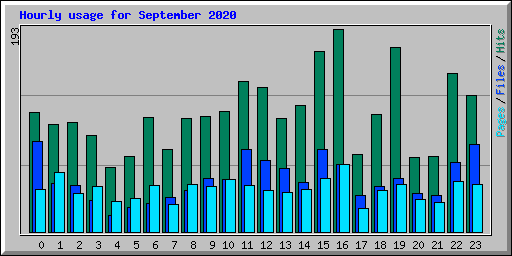 Hourly usage for September 2020
193
Pages/Files/Hits
0 1 2 3 4 5 6 7 8 9 10 11 12 13 14 15 16 17 18 19 20 21 22 23